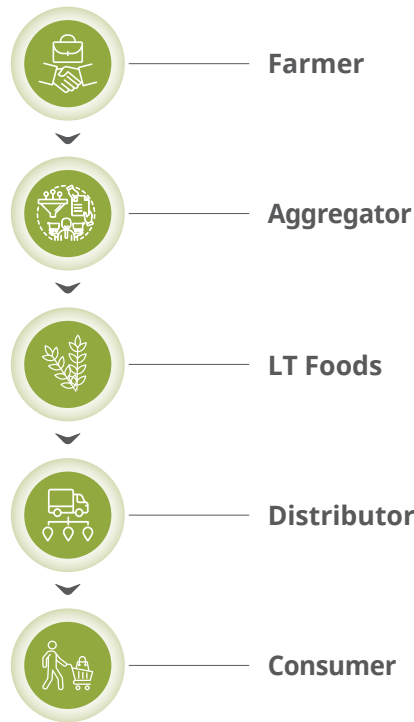 Farmer
Aggregator
LT Foods
Distributor
Consumer